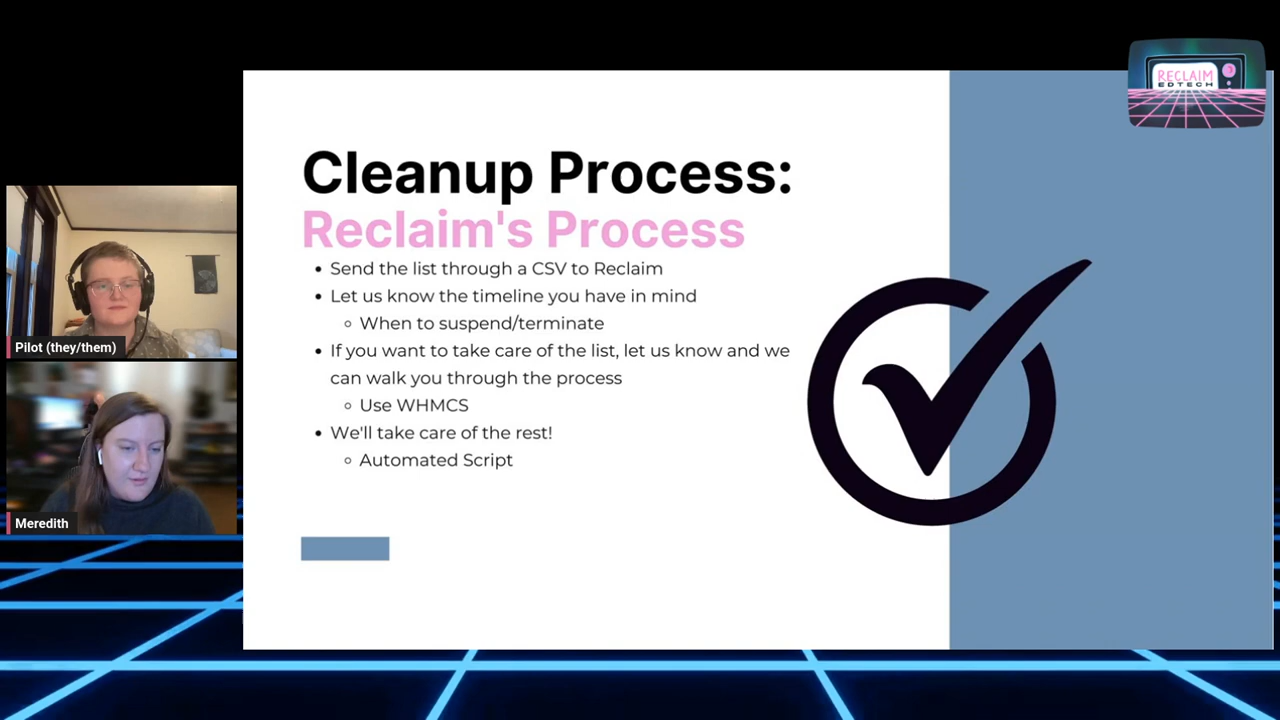 RECLAIM
EDTECH
Cleanup Process:
Reclaim's Process
• Send the list through a CSV to Reclaim
• Let us know the timeline you have in mind
◦ When to suspend/terminate
• If you want to take care of the list, let us know and we
can walk you through the process
◦ Use WHMCS
• We'll take care of the rest!
◦ Automated Script
Pilot (they/them)
Meredith